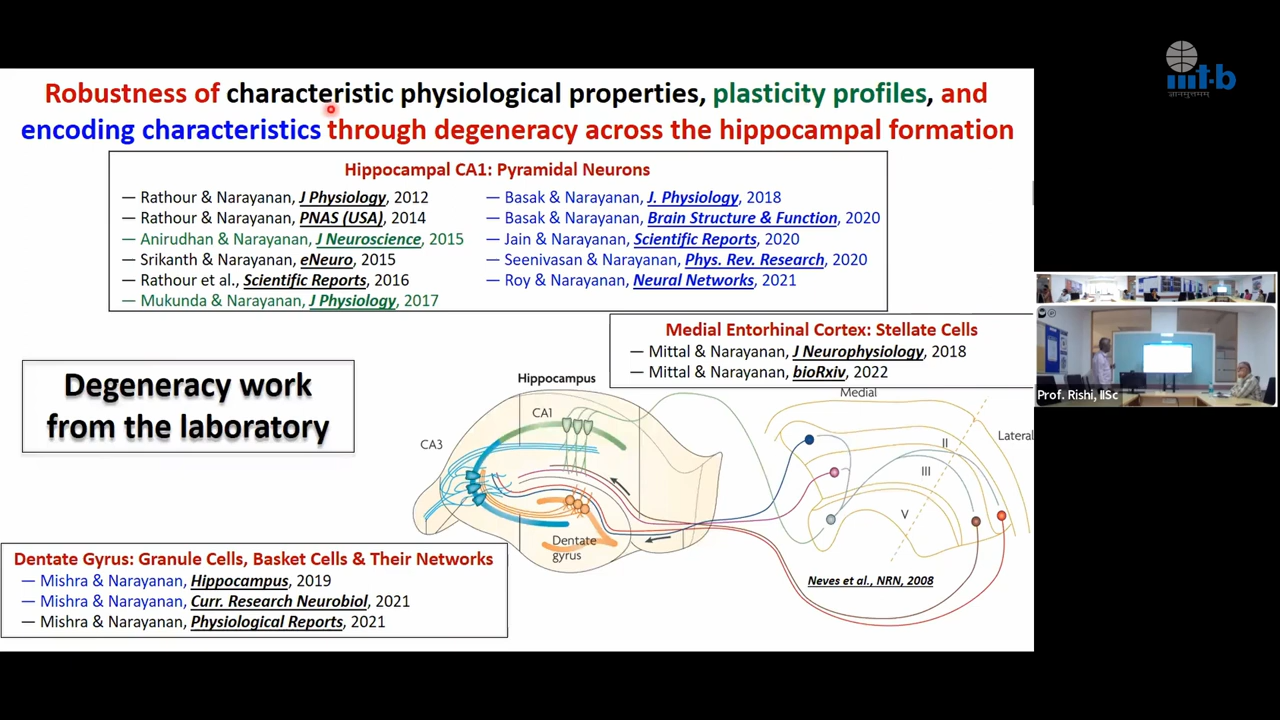 iiit-b
ज्ञानमुत्तमम्
Robustness of characteristic physiological properties, plasticity profiles, and
encoding characteristics through degeneracy across the hippocampal formation
Hippocampal CA1: Pyramidal Neurons
— Rathour & Narayanan, J Physiology, 2012
— Rathour & Narayanan, PNAS (USA), 2014
— Anirudhan & Narayanan, J Neuroscience, 2015
— Srikanth & Narayanan, eNeuro, 2015
— Rathour et al., Scientific Reports, 2016
— Mukunda & Narayanan, J Physiology, 2017
— Basak & Narayanan, J. Physiology, 2018
— Basak & Narayanan, Brain Structure & Function, 2020
— Jain & Narayanan, Scientific Reports, 2020
— Seenivasan & Narayanan, Phys. Rev. Research, 2020
— Roy & Narayanan, Neural Networks, 2021
Medial Entorhinal Cortex: Stellate Cells
— Mittal & Narayanan, J Neurophysiology, 2018
— Mittal & Narayanan, bioRxiv, 2022
Degeneracy work
from the laboratory
Hippocampus
CA1
CA3
Dentate
gyrus
Medial
Lateral
II
III
V
Neves et al., NRN, 2008
Dentate Gyrus: Granule Cells, Basket Cells & Their Networks
— Mishra & Narayanan, Hippocampus, 2019
— Mishra & Narayanan, Curr. Research Neurobiol, 2021
— Mishra & Narayanan, Physiological Reports, 2021
Prof. Rishi, IISc